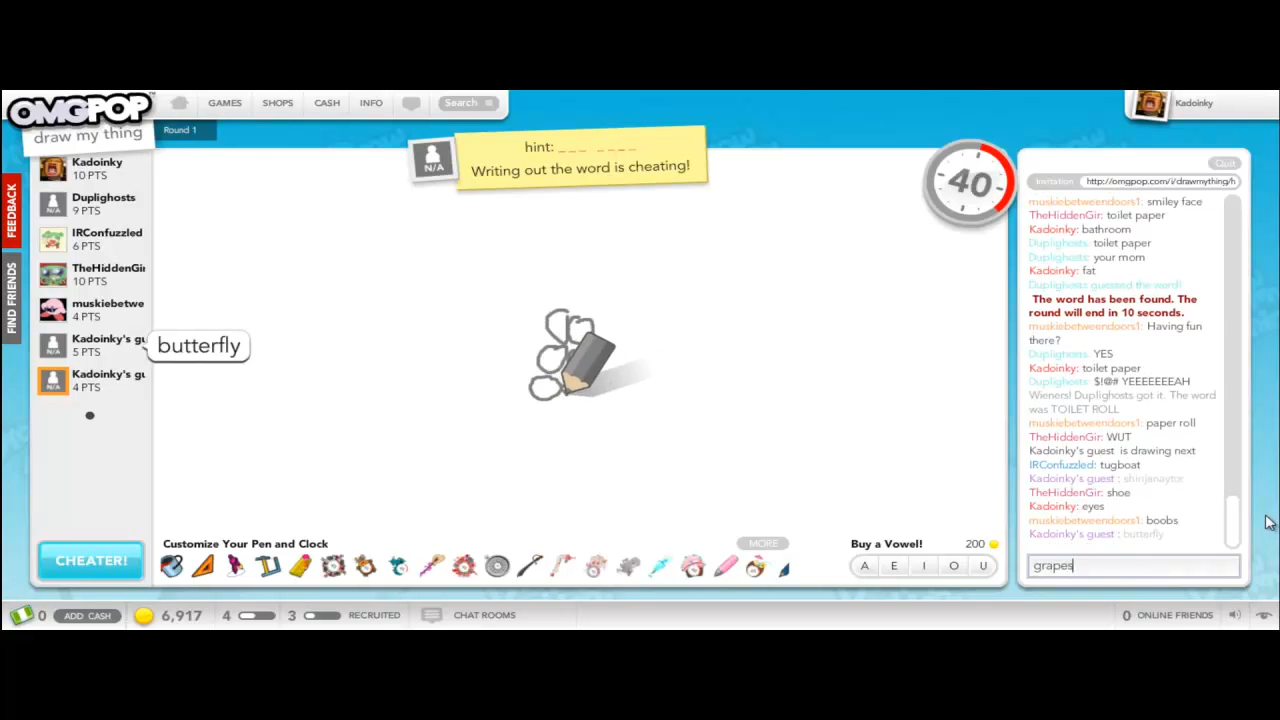 OMGPOP
draw my thing
GAMES SHOPS CASH INFO Search
Kadoinky
Round 1
hint: _ _ _ _ _ _ _
Writing out the word is cheating!
N/A
40
FEEDBACK
FIND FRIENDS
Kadoinky
10 PTS
Duplighosts
9 PTS
IRConfuzzled
6 PTS
TheHiddenGir
10 PTS
muskiebetwe
4 PTS
Kadoinky's gu
5 PTS
Kadoinky's gu
4 PTS
N/A
N/A
N/A
butterfly
CHEATER!
Quit
Invitation http://omgpop.com/i/drawmything/h
muskiebetweendoors1: smiley face
TheHiddenGir: toilet paper
Kadoinky: bathroom
Duplighosts: toilet paper
Duplighosts: your mom
Kadoinky: fat
Duplighosts guessed the word!
The word has been found. The
round will end in 10 seconds.
muskiebetweendoors1: Having fun
there?
Duplighosts: YES
Kadoinky: toilet paper
Duplighosts: $!@# YEEEEEEEAH
Wieners! Duplighosts got it. The word
was TOILET ROLL
muskiebetweendoors1: paper roll
TheHiddenGir: WUT
Kadoinky's guest is drawing next
IRConfuzzled: tugboat
Kadoinky's guest : shinjanaytor
TheHiddenGir: shoe
Kadoinky: eyes
muskiebetweendoors1: boobs
Kadoinky's guest : butterfly
grapes
Customize Your Pen and Clock
MORE
Buy a Vowel! 200
A E I O U
0 ADD CASH 6,917 4 3 RECRUITED CHAT ROOMS 0 ONLINE FRIENDS